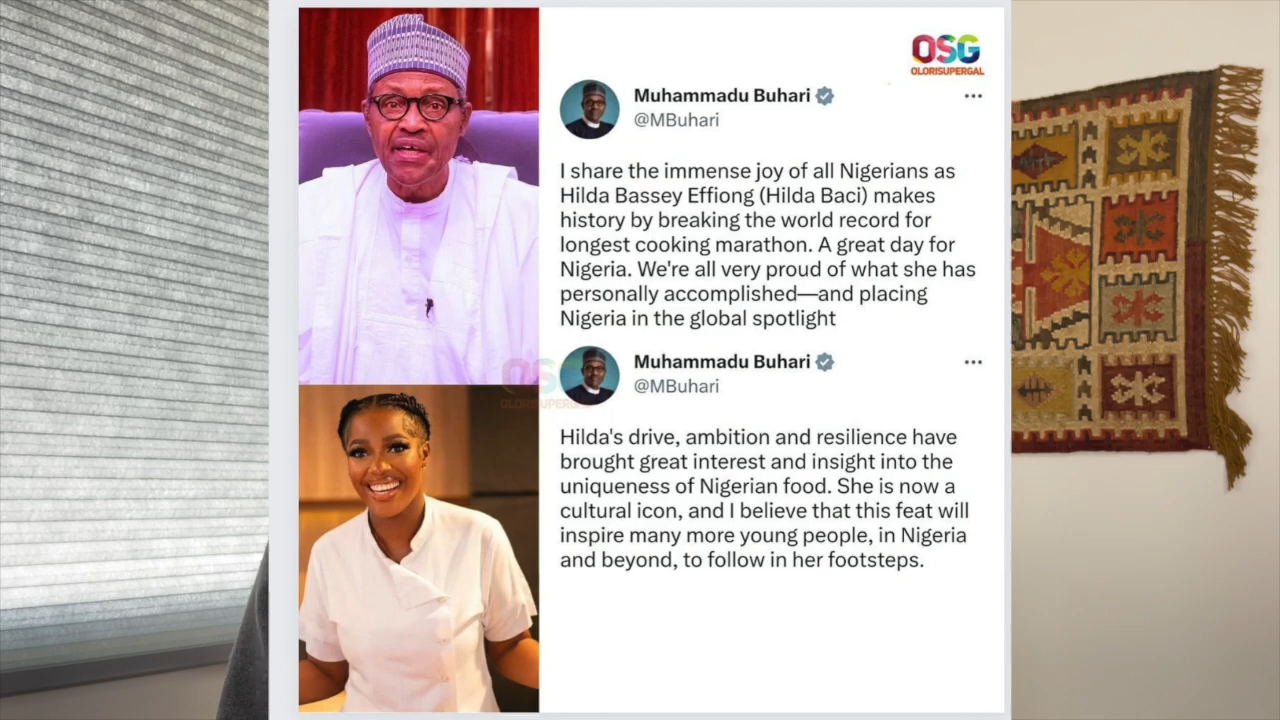 OSG
OLORISUPERGAL
Muhammadu Buhari
@MBuhari
I share the immense joy of all Nigerians as
Hilda Bassey Effiong (Hilda Baci) makes
history by breaking the world record for
longest cooking marathon. A great day for
Nigeria. We're all very proud of what she has
personally accomplished—and placing
Nigeria in the global spotlight
OSG
OLORISUPERGAL
Muhammadu Buhari
@MBuhari
Hilda's drive, ambition and resilience have
brought great interest and insight into the
uniqueness of Nigerian food. She is now a
cultural icon, and I believe that this feat will
inspire many more young people, in Nigeria
and beyond, to follow in her footsteps.